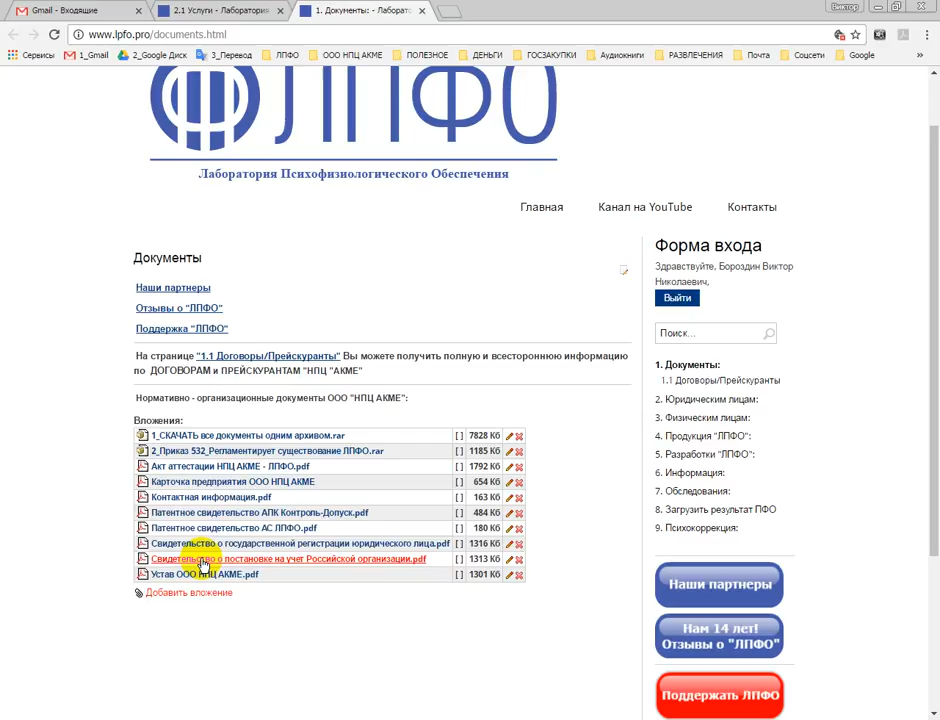 Gmail - Входящие
2.1 Услуги - Лаборатория
1. Документы: - Лаборат
Виктор
www.lpfo.pro/documents.html
Сервисы
1_Gmail
2_Google Диск
3_Перевод
ЛПФО
ООО НПЦ АКМЕ
ПОЛЕЗНОЕ
ДЕНЬГИ
ГОСЗАКУПКИ
Аудиокниги
РАЗВЛЕЧЕНИЯ
Почта
Соцсети
Google
»
ЛПФО
Лаборатория Психофизиологического Обеспечения
Главная
Канал на YouTube
Контакты
Документы
Наши партнеры
Отзывы о "ЛПФО"
Поддержка "ЛПФО"
На странице "1.1 Договоры/Прейскуранты" Вы можете получить полную и всестороннюю информацию
по ДОГОВОРАМ и ПРЕЙСКУРАНТАМ "НПЦ "АКМЕ"
Нормативно - организационные документы ООО "НПЦ АКМЕ":
Вложения:
1_СКАЧАТЬ все документы одним архивом.rar [ ] 7828 Кб
2_Приказ 532_Регламентирует существование ЛПФО.rar [ ] 1185 Кб
Акт аттестации НПЦ АКМЕ - ЛПФО.pdf [ ] 1792 Кб
Карточка предприятия ООО НПЦ АКМЕ [ ] 654 Кб
Контактная информация.pdf [ ] 163 Кб
Патентное свидетельство АПК Контроль-Допуск.pdf [ ] 484 Кб
Патентное свидетельство АС ЛПФО.pdf [ ] 180 Кб
Свидетельство о государственной регистрации юридического лица.pdf [ ] 1316 Кб
Свидетельство о постановке на учет Российской организации.pdf [ ] 1313 Кб
Устав ООО НПЦ АКМЕ.pdf [ ] 1301 Кб
Добавить вложение
Форма входа
Здравствуйте, Бороздин Виктор
Николаевич,
Выйти
Поиск...
1. Документы:
1.1 Договоры/Прейскуранты
2. Юридическим лицам:
3. Физическим лицам:
4. Продукция "ЛПФО":
5. Разработки "ЛПФО":
6. Информация:
7. Обследования:
8. Загрузить результат ПФО
9. Психокоррекция:
Наши партнеры
Нам 14 лет!
Отзывы о "ЛПФО"
Поддержать ЛПФО